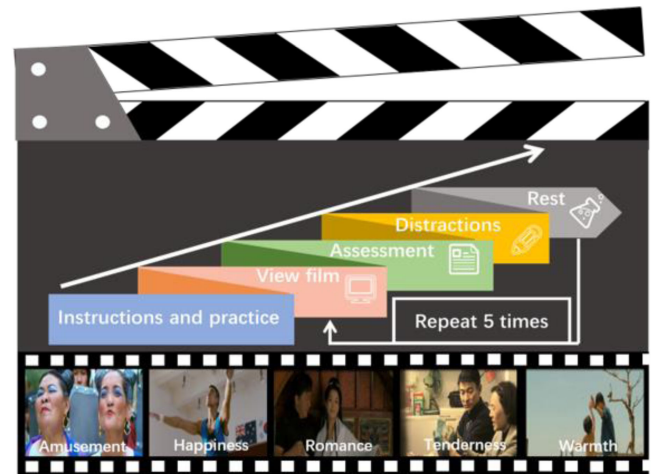 Rest
Distractions
Assessment
View film
Instructions and practice
Repeat 5 times
Amusement
Happiness
Romance
Tenderness
Warmth